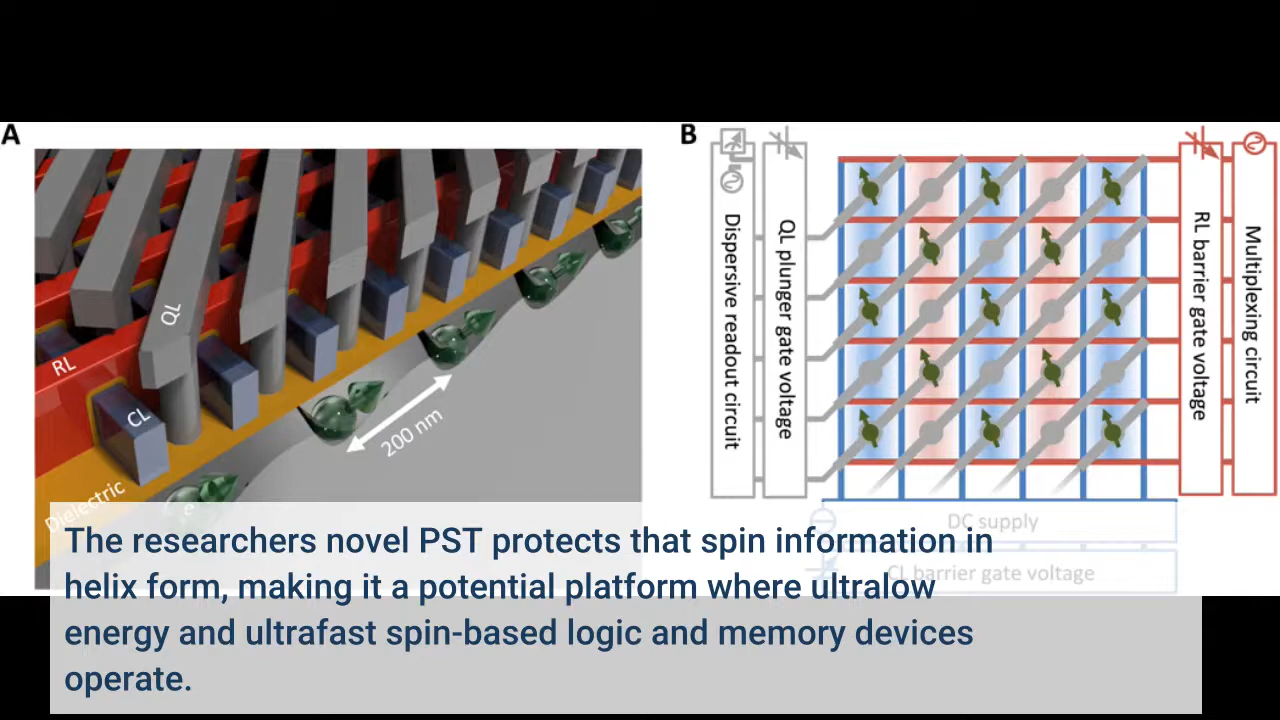 A
B
QL
RL
CL
Dielectric
200 nm
e
Dispersive readout circuit
QL plunger gate voltage
RL barrier gate voltage
Multiplexing circuit
DC supply
CL barrier gate voltage
The researchers novel PST protects that spin information in
helix form, making it a potential platform where ultralow
energy and ultrafast spin-based logic and memory devices
operate.